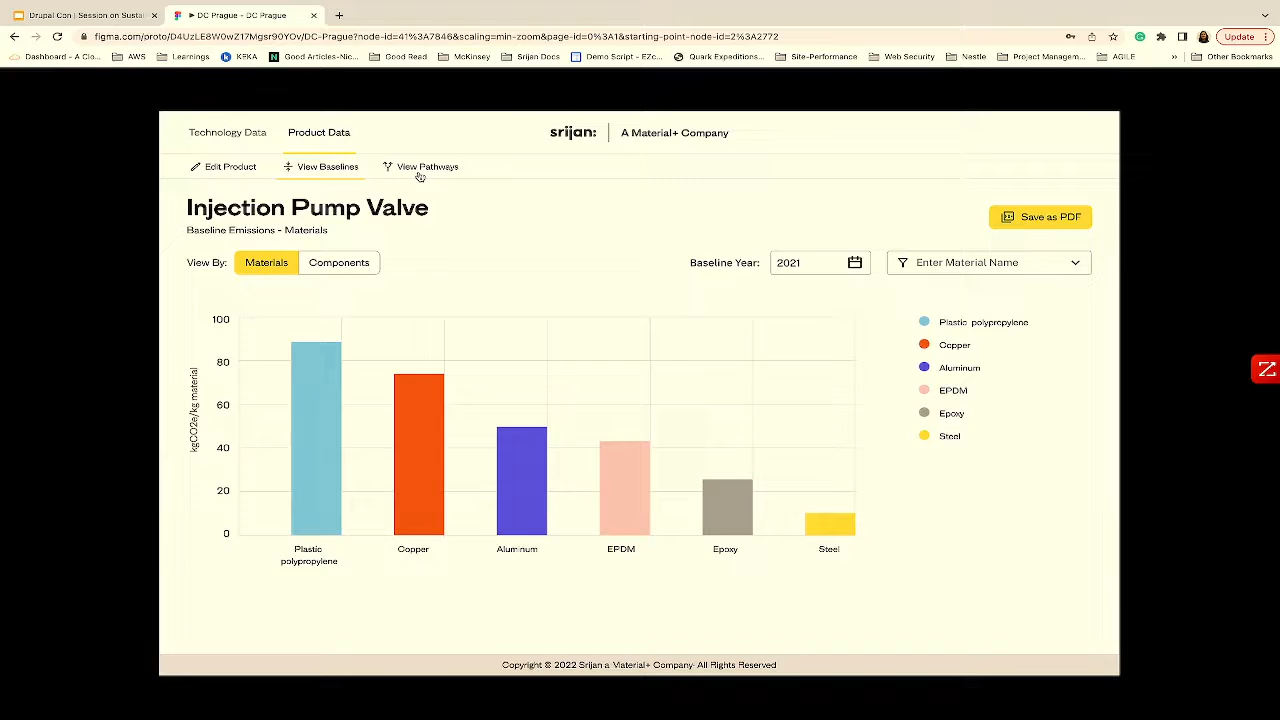 Drupal Con | Session on Susta
DC Prague - DC Prague
figma.com/proto/D4UzLE8W0wZ17Mgsr90YOv/DC-Prague?node-id=41%3A7846&scaling=min-zoom&page-id=0%3A1&starting-point-node-id=2%3A2772
Update
Dashboard - A Clo...
AWS
Learnings
KEKA
Good Articles-Nic...
Good Read
McKinsey
Srijan Docs
Demo Script - EZc...
Quark Expeditions...
Site-Performance
Web Security
Nestle
Project Managem...
AGILE
»
Other Bookmarks
Technology Data
Product Data
srijan:
A Material+ Company
Edit Product
View Baselines
View Pathways
Injection Pump Valve
Baseline Emissions - Materials
Save as PDF
View By:
Materials
Components
Baseline Year:
2021
Enter Material Name
kgCO2e/kg material
100
80
60
40
20
0
Plastic
polypropylene
Copper
Aluminum
EPDM
Epoxy
Steel
Plastic polypropylene
Copper
Aluminum
EPDM
Epoxy
Steel
Copyright © 2022 Srijan a Material+ Company- All Rights Reserved